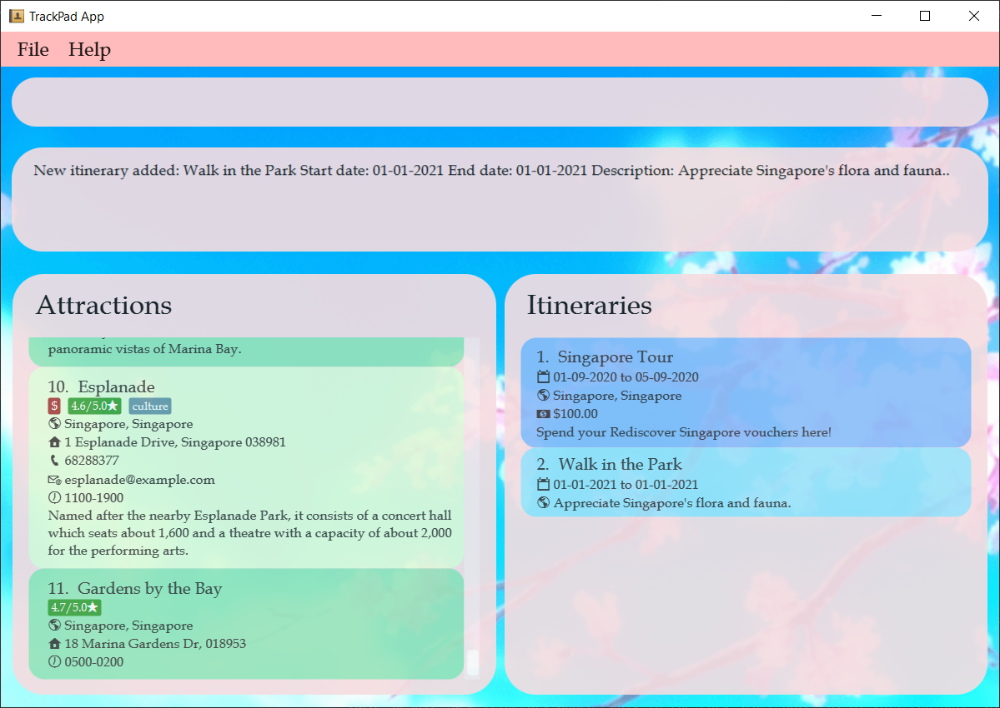 TrackPad App
File Help
New itinerary added: Walk in the Park Start date: 01-01-2021 End date: 01-01-2021 Description: Appreciate Singapore's flora and fauna..
Attractions
panoramic vistas of Marina Bay.
10. Esplanade
$ 4.6/5.0★ culture
Singapore, Singapore
1 Esplanade Drive, Singapore 038981
68288377
esplanade@example.com
1100-1900
Named after the nearby Esplanade Park, it consists of a concert hall
which seats about 1,600 and a theatre with a capacity of about 2,000
for the performing arts.
11. Gardens by the Bay
4.7/5.0★
Singapore, Singapore
18 Marina Gardens Dr, 018953
0500-0200
Itineraries
1. Singapore Tour
01-09-2020 to 05-09-2020
Singapore, Singapore
$100.00
Spend your Rediscover Singapore vouchers here!
2. Walk in the Park
01-01-2021 to 01-01-2021
Appreciate Singapore's flora and fauna.